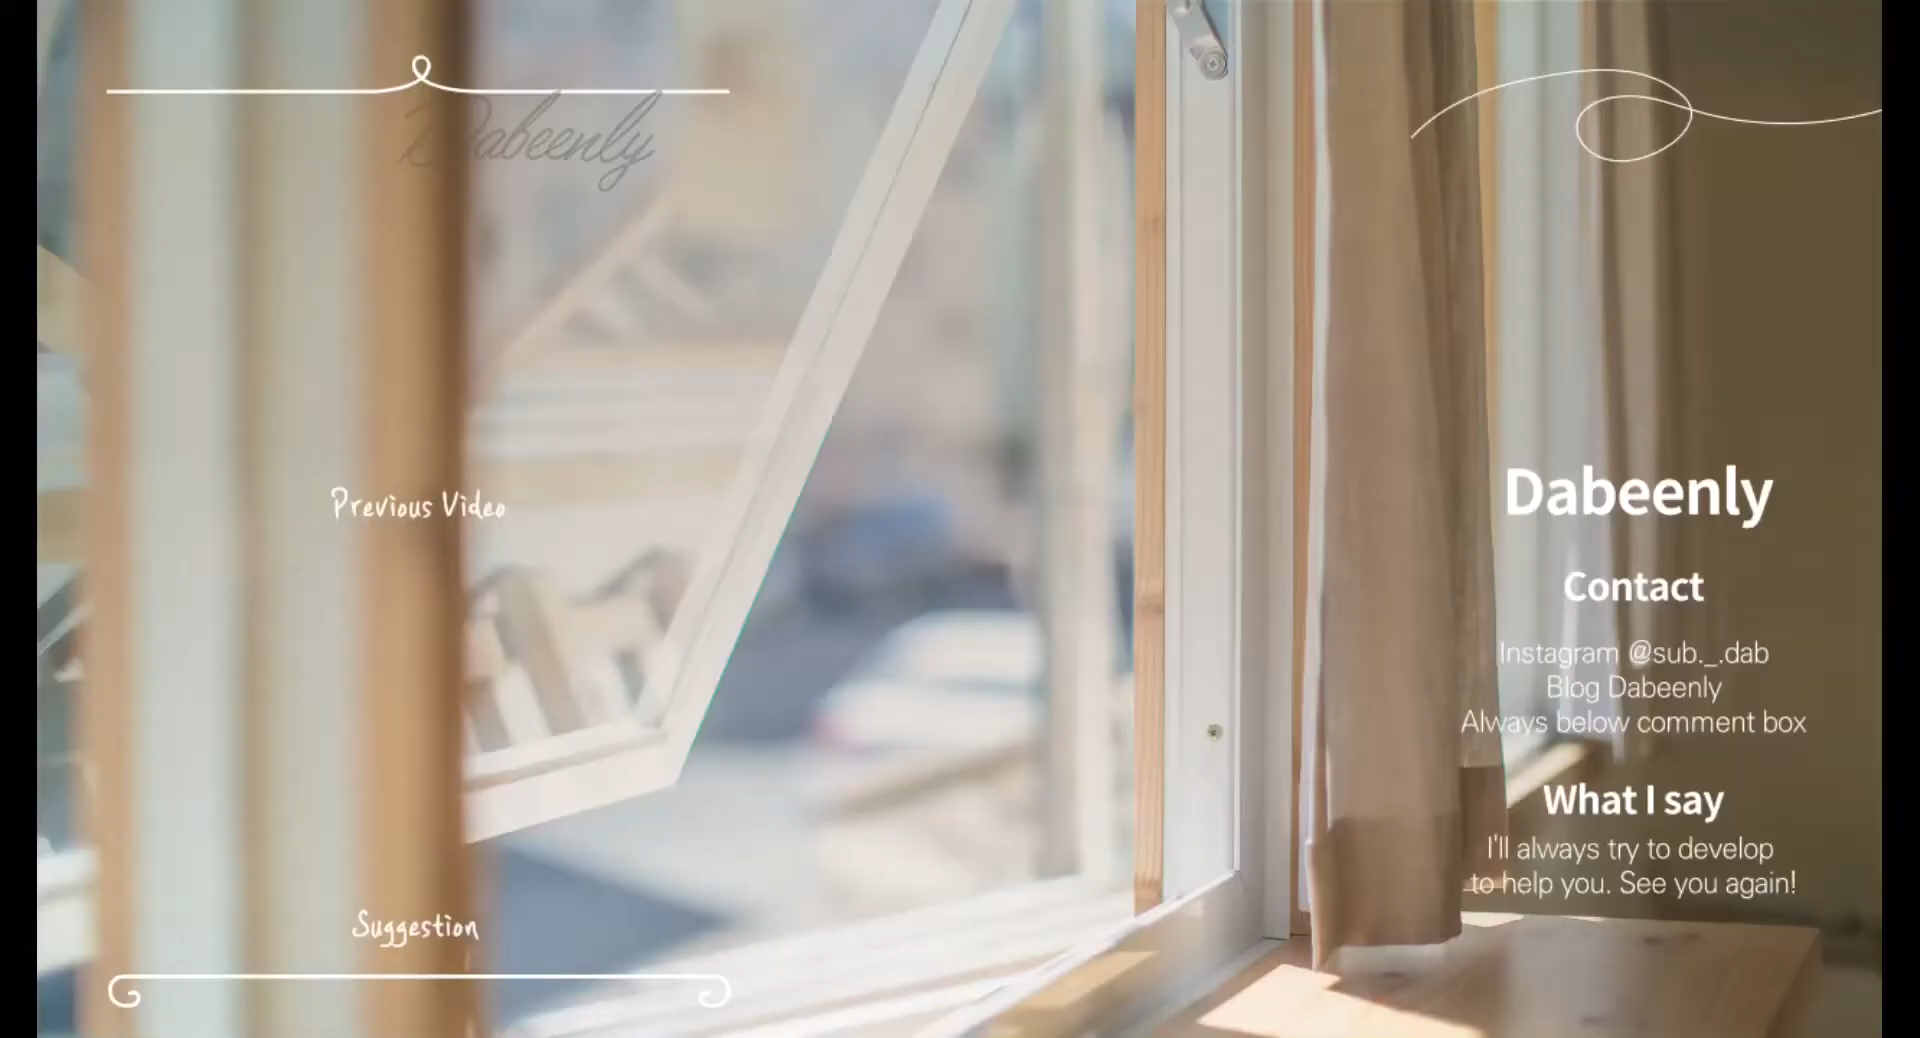 Dabeenly
Previous Video
Suggestion
Dabeenly
Contact
Instagram @sub._.dab
Blog Dabeenly
Always below comment box
What I say
I'll always try to develop
to help you. See you again!